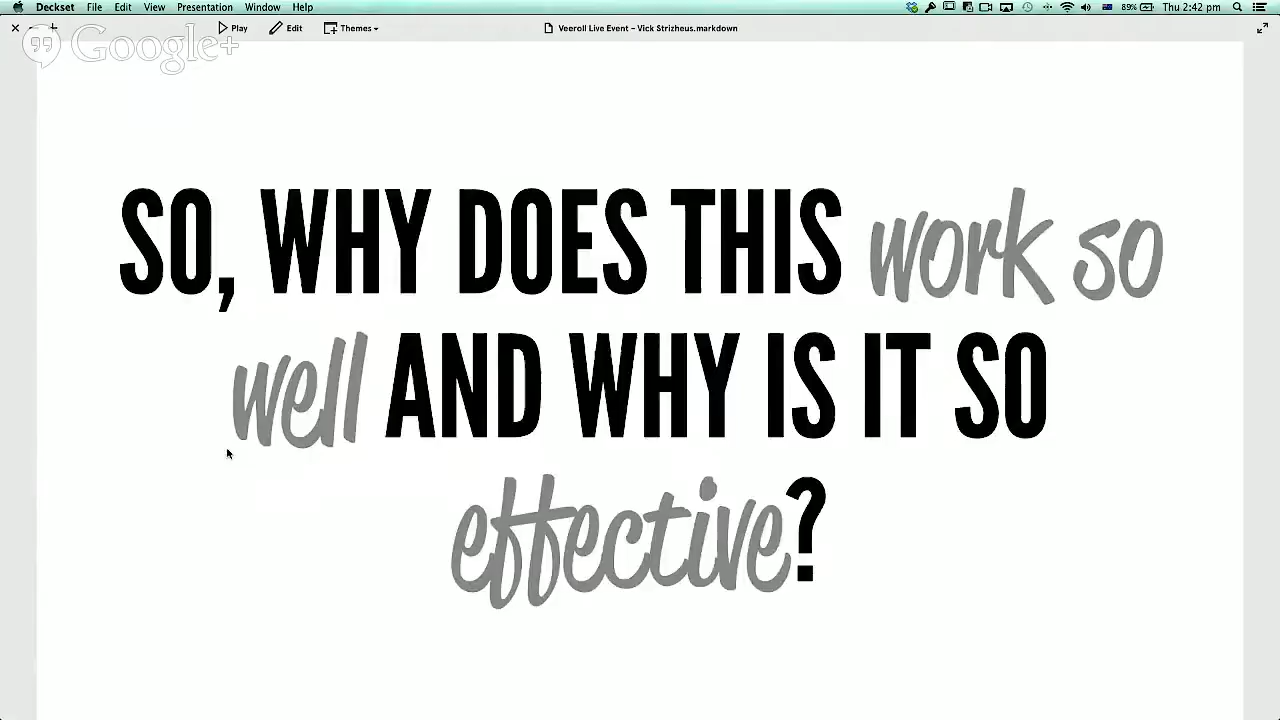 Deckset File Edit View Presentation Window Help 89% Thu 2:42 pm
Play Edit Themes Veeroll Live Event – Vick Strizheus.markdown
Google+
SO, WHY DOES THIS work so
well AND WHY IS IT SO
effective?